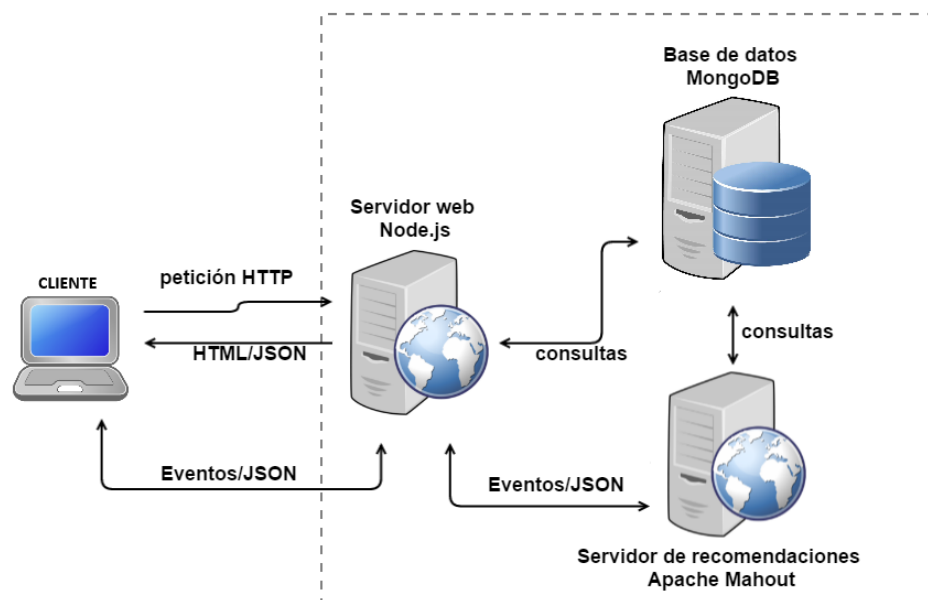 Base de datos
MongoDB
Servidor web
Node.js
CLIENTE
petición HTTP
HTML/JSON
consultas
consultas
Eventos/JSON
Eventos/JSON
Servidor de recomendaciones
Apache Mahout